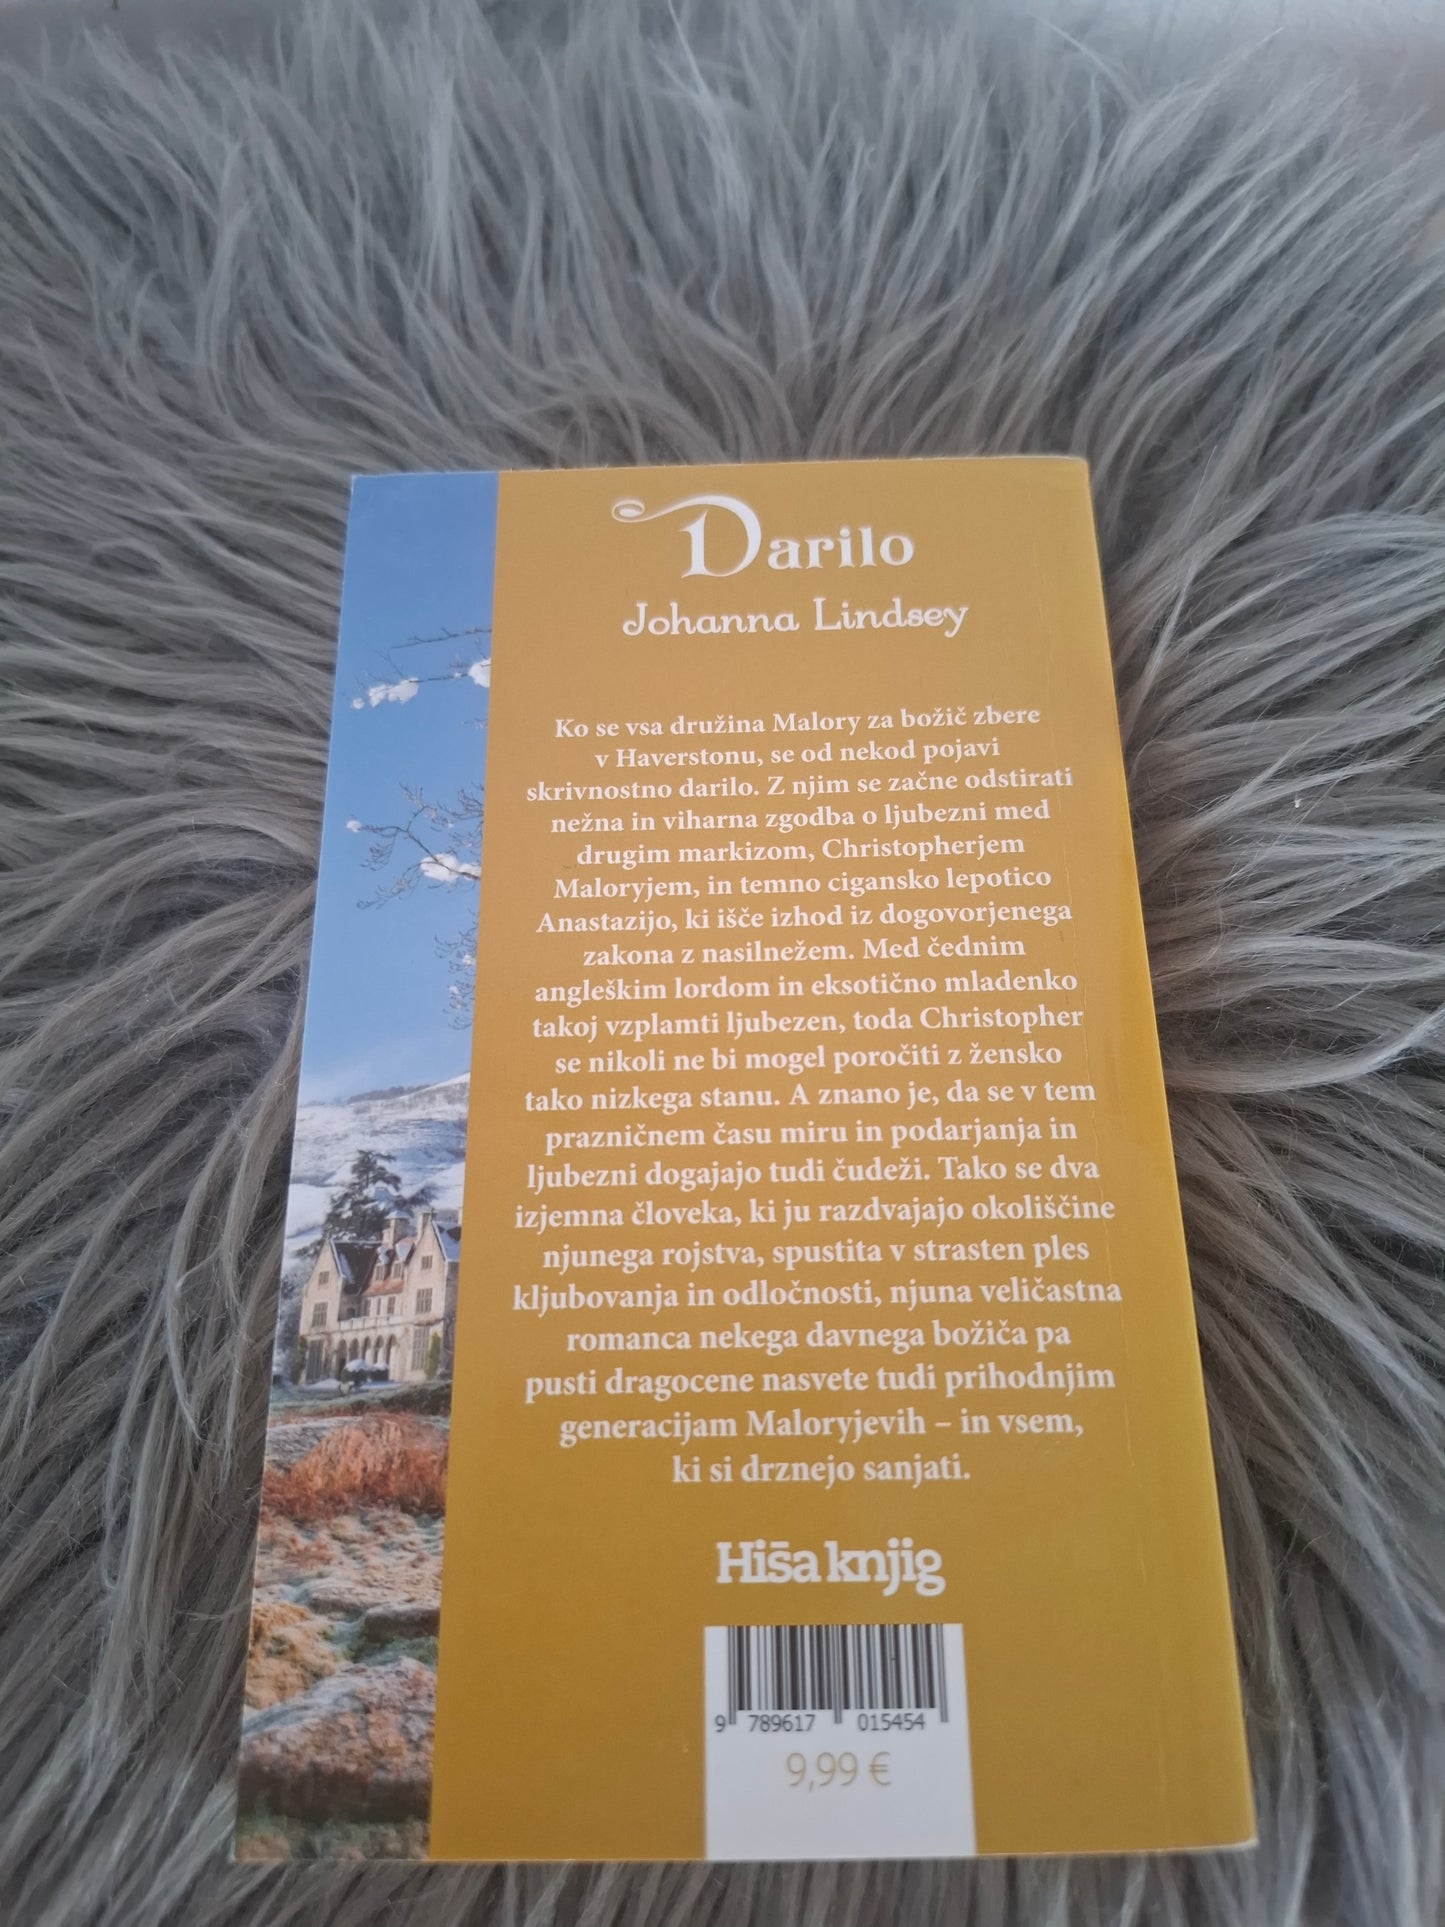 Darilo
Johanna Lindsey
Ko se vsa družina Malory za božič zbere
v Haverstonu, se od nekod pojavi
skrivnostno darilo. Z njim se začne odstirati
nežna in viharna zgodba o ljubezni med
drugim markizom, Christopherjem
Maloryjem, in temno cigansko lepotico
Anastazijo, ki išče izhod iz dogovorjenega
zakona z nasilnežem. Med čednim
angleškim lordom in eksotično mladenko
takoj vzplamti ljubezen, toda Christopher
se nikoli ne bi mogel poročiti z žensko
tako nizkega stanu. A znano je, da se v tem
prazničnem času miru in podarjanja in
ljubezni dogajajo tudi čudeži. Tako se dva
izjemna človeka, ki ju razdvajajo okoliščine
njunega rojstva, spustita v strasten ples
kljubovanja in odločnosti, njuna veličastna
romanca nekega davnega božiča pa
pusti dragocene nasvete tudi prihodnjim
generacijam Maloryjevih – in vsem,
ki si drznejo sanjati.
Hiša knjig
9 789617 015454
9,99 €